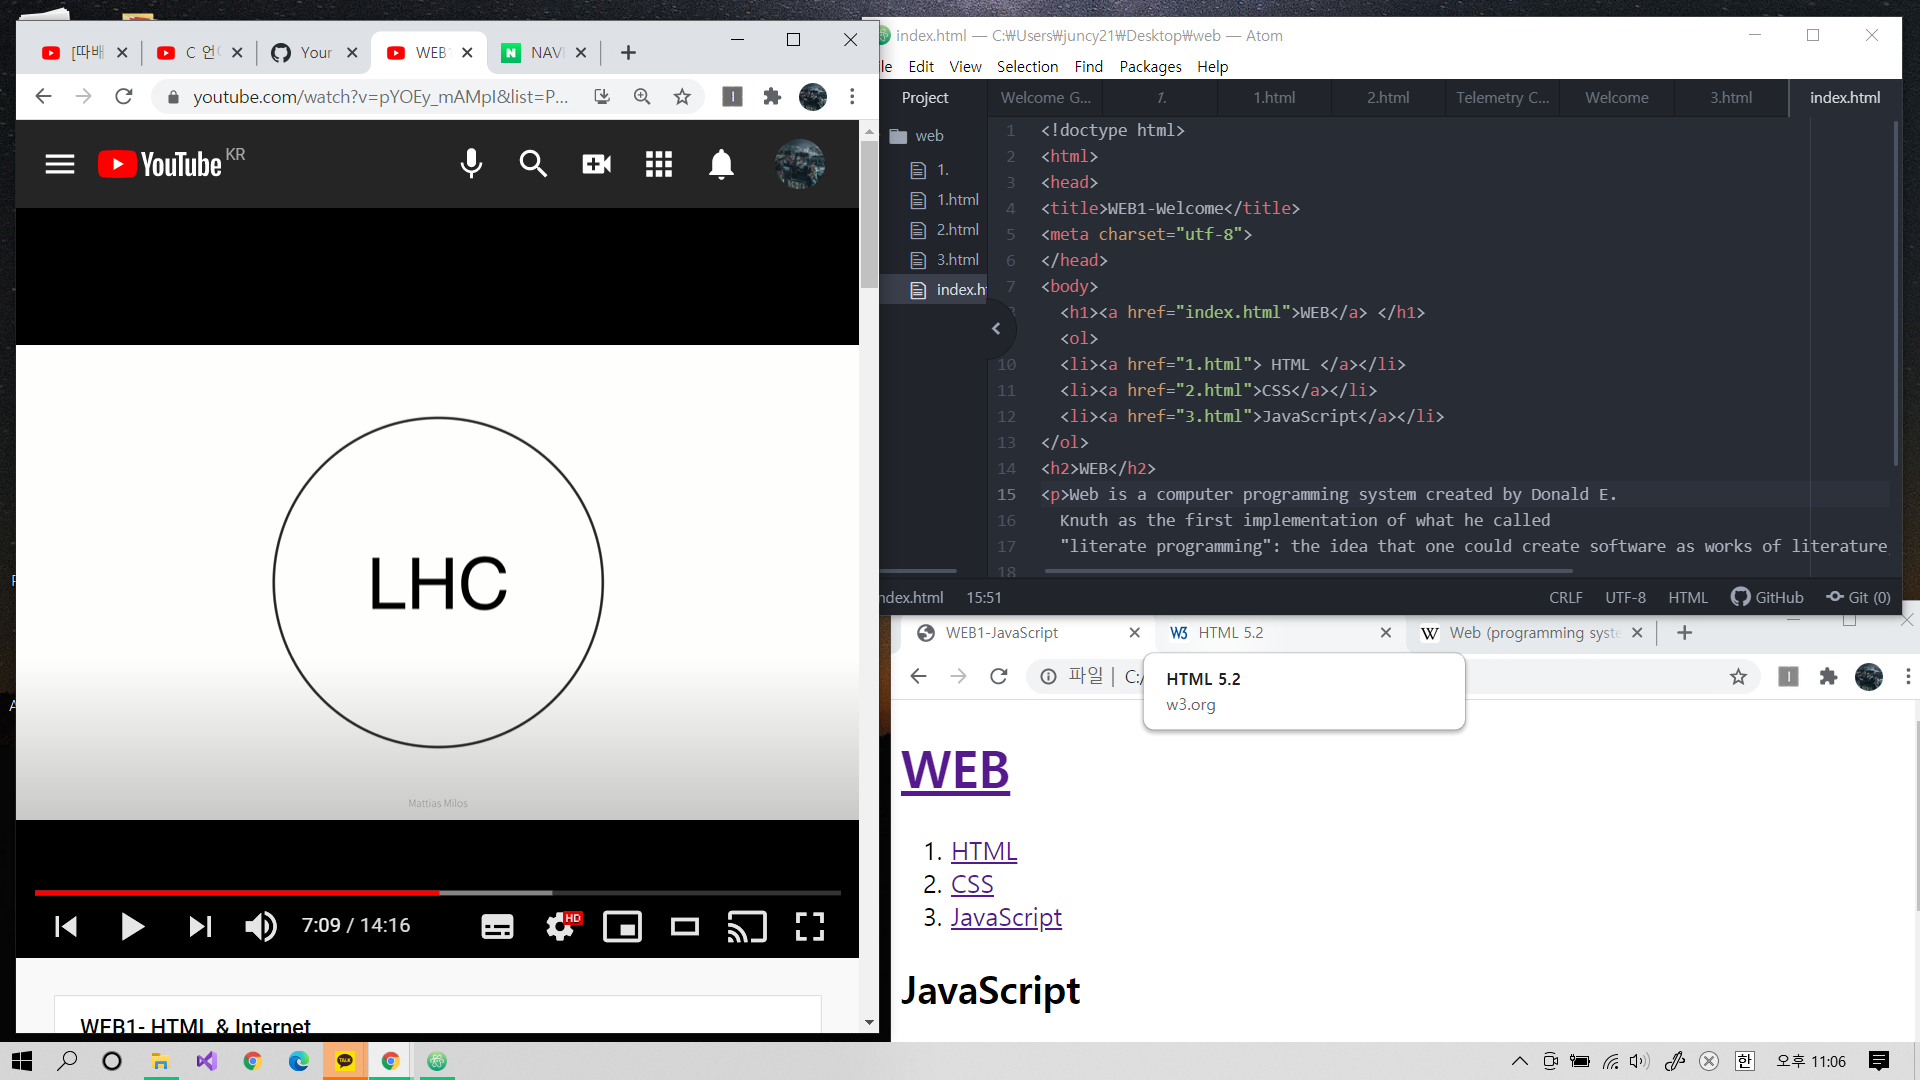 [따배
C 언어
Your
WEB1
NAVE
youtube.com/watch?v=pYOEy_mAMpI&list=P...
YouTube KR
LHC
Mattias Milos
7:09 / 14:16
HD
WEB1- HTML & Internet
index.html — C:₩Users₩juncy21₩Desktop₩web — Atom
Edit View Selection Find Packages Help
Project
web
1.
1.html
2.html
3.html
index.ht
Welcome G... 1. 1.html 2.html Telemetry C... Welcome 3.html index.html
1 <!doctype html>
2 <html>
3 <head>
4 <title>WEB1-Welcome</title>
5 <meta charset="utf-8">
6 </head>
7 <body>
<h1><a href="index.html">WEB</a> </h1>
<ol>
10 <li><a href="1.html"> HTML </a></li>
11 <li><a href="2.html">CSS</a></li>
12 <li><a href="3.html">JavaScript</a></li>
13 </ol>
14 <h2>WEB</h2>
15 <p>Web is a computer programming system created by Donald E.
16 Knuth as the first implementation of what he called
17 "literate programming": the idea that one could create software as works of literature,
18
ndex.html 15:51 CRLF UTF-8 HTML GitHub Git (0)
WEB1-JavaScript
W3 HTML 5.2
W Web (programming syste
파일 | C:/
HTML 5.2
w3.org
WEB
1. HTML
2. CSS
3. JavaScript
JavaScript
TALK
한
오후 11:06